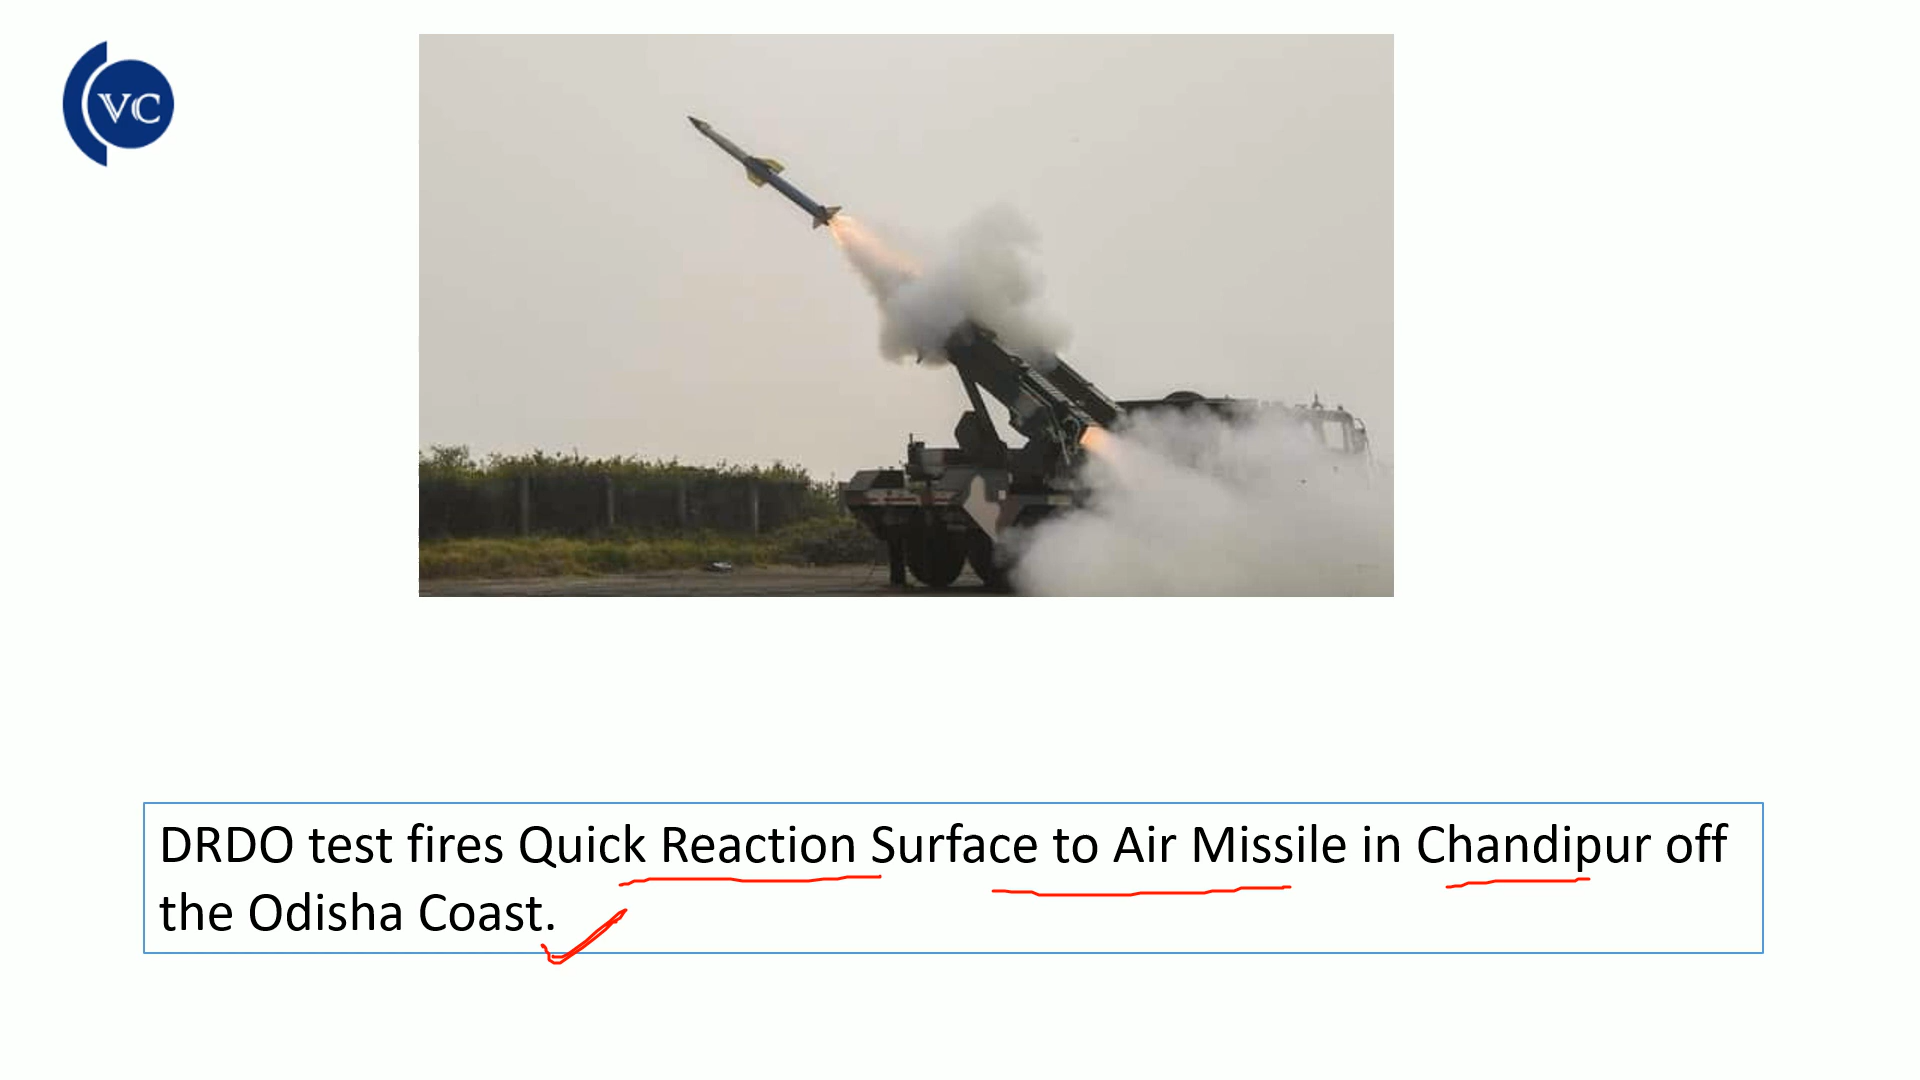 VC
DRDO test fires Quick Reaction Surface to Air Missile in Chandipur off
the Odisha Coast.